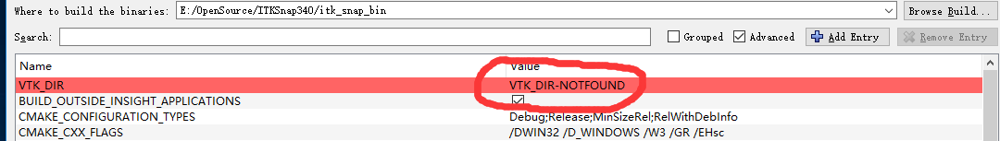 Where to build the binaries: E:/OpenSource/ITKSnap340/itk_snap_bin Browse Build...
Search: Grouped Advanced Add Entry Remove Entry
Name Value
VTK_DIR VTK_DIR-NOTFOUND
BUILD_OUTSIDE_INSIGHT_APPLICATIONS
CMAKE_CONFIGURATION_TYPES Debug;Release;MinSizeRel;RelWithDebInfo
CMAKE_CXX_FLAGS /DWIN32 /D_WINDOWS /W3 /GR /EHsc